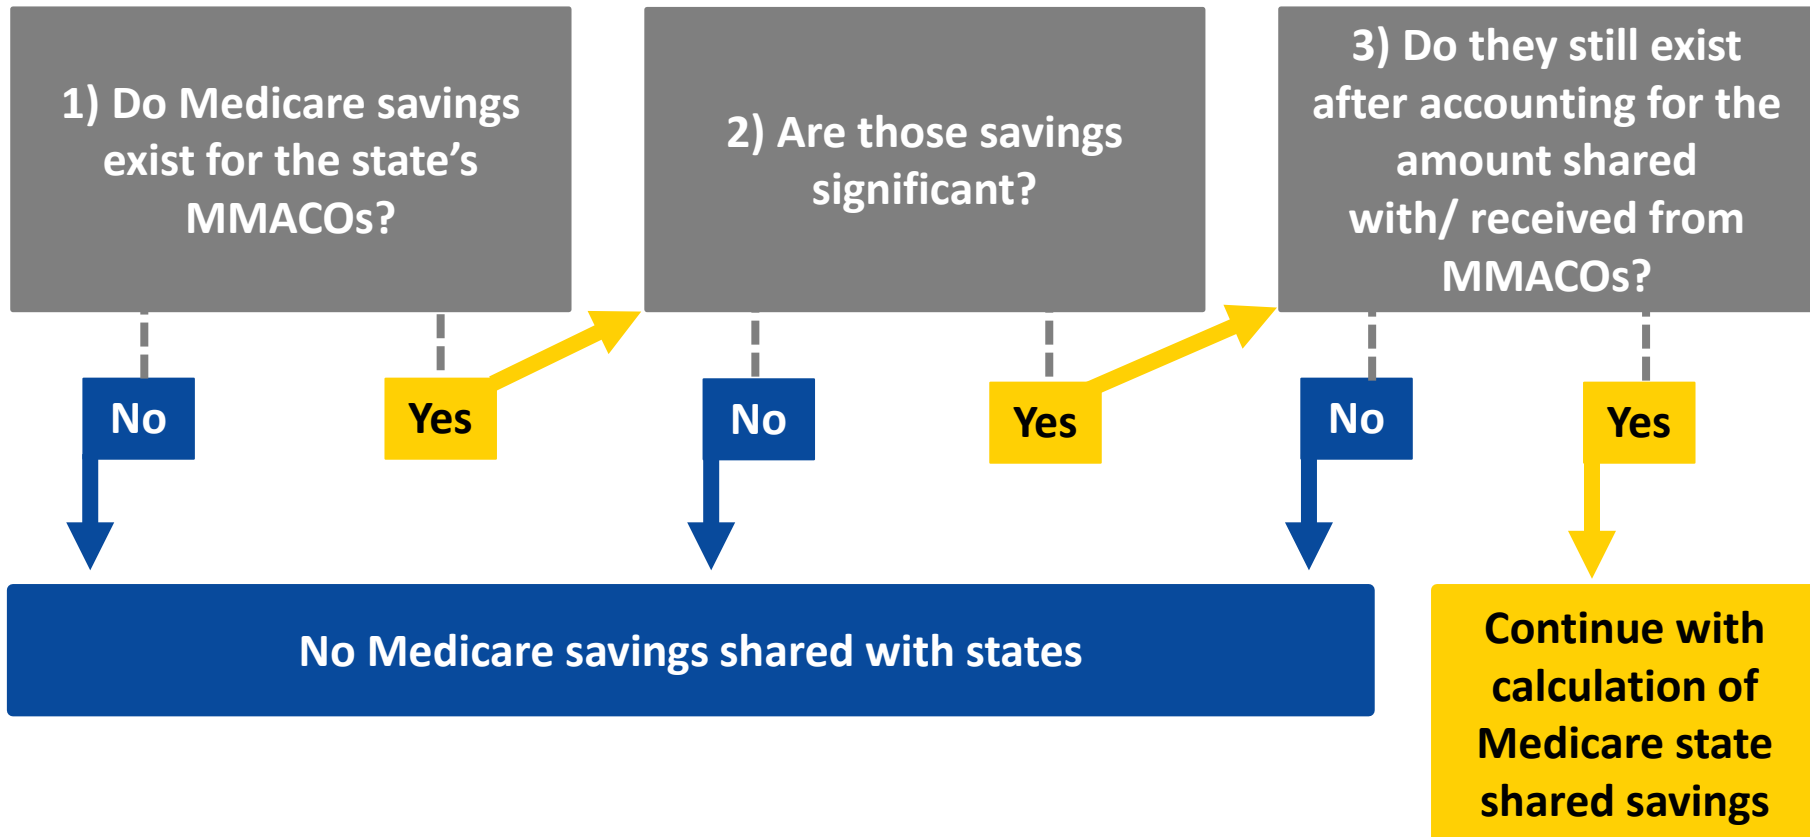 1) Do Medicare savings
exist for the state’s
MMACOs?
2) Are those savings
significant?
3) Do they still exist
after accounting for the
amount shared
with/ received from
MMACOs?
No
Yes
No
Yes
No
Yes
No Medicare savings shared with states
Continue with
calculation of
Medicare state
shared savings